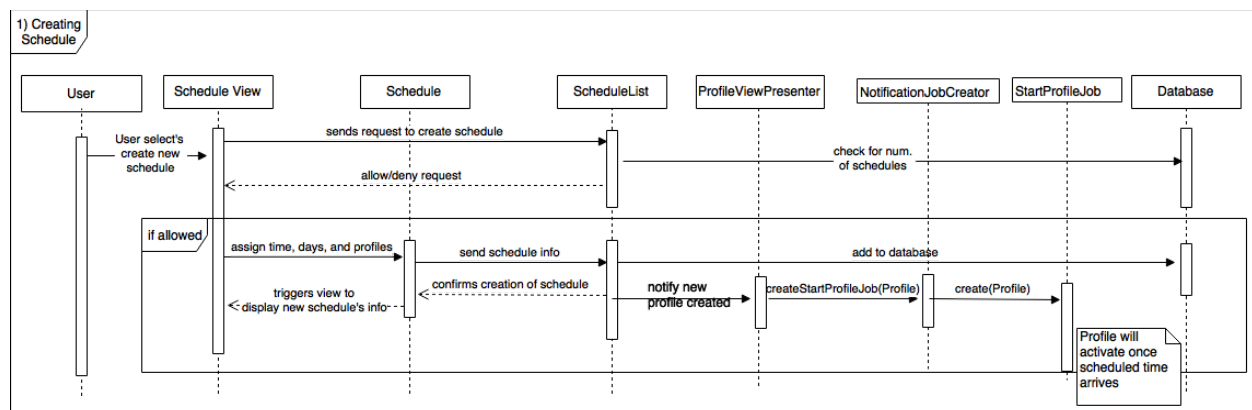 1) Creating
Schedule
User
Schedule View
Schedule
ScheduleList
ProfileViewPresenter
NotificationJobCreator
StartProfileJob
Database
User select's
create new
schedule
sends request to create schedule
check for num.
of schedules
allow/deny request
if allowed
assign time, days, and profiles
send schedule info
add to database
triggers view to
display new schedule's info
confirms creation of schedule
notify new
profile created
createStartProfileJob(Profile)
create(Profile)
Profile will
activate once
scheduled time
arrives